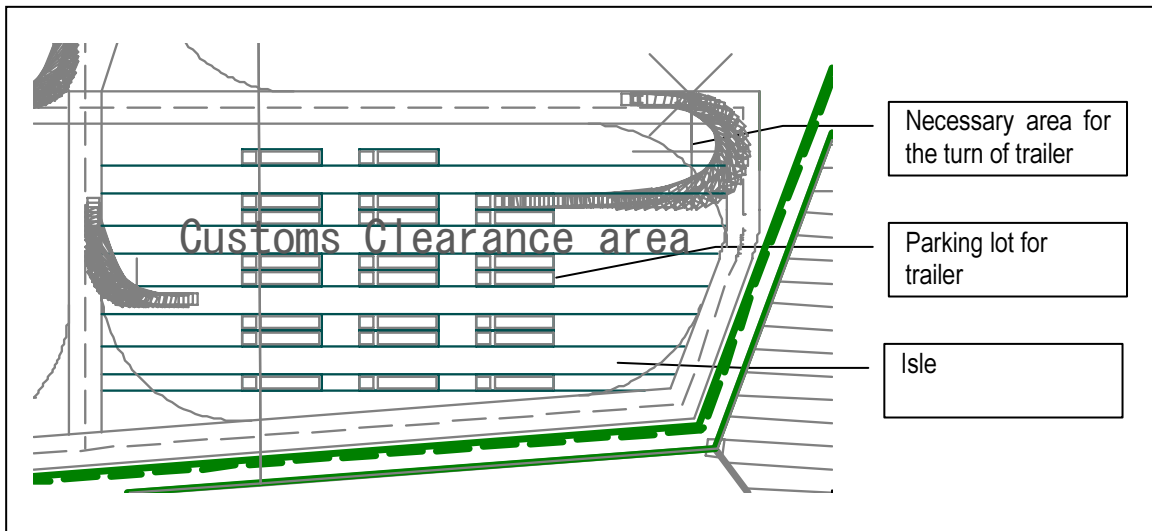 Necessary area for
the turn of trailer
Customs Clearance area
Parking lot for
trailer
Isle